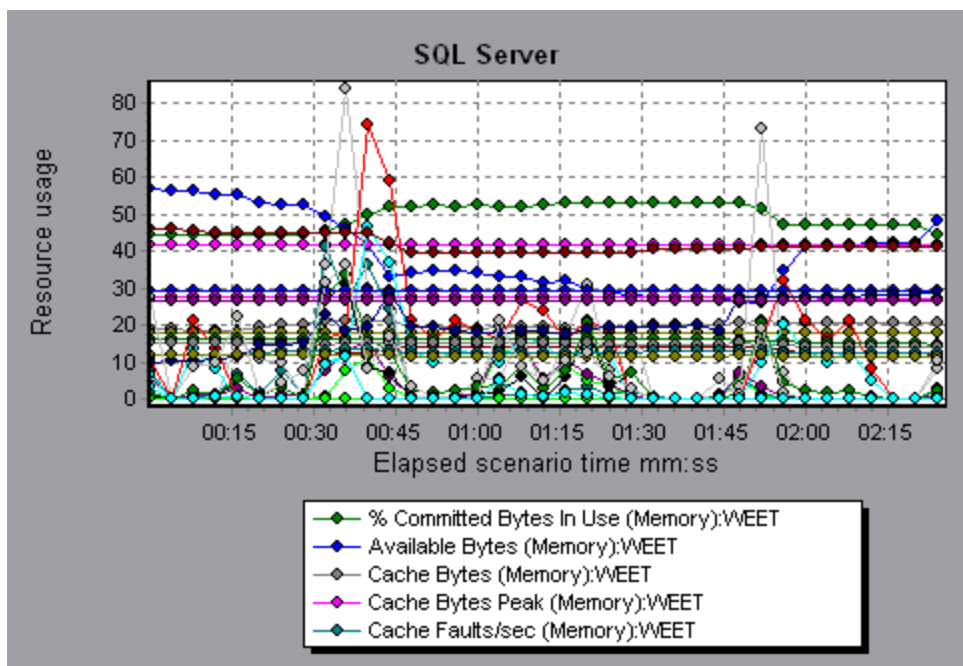 SQL Server
Resource usage
80
70
60
50
40
30
20
10
0
00:15 00:30 00:45 01:00 01:15 01:30 01:45 02:00 02:15
Elapsed scenario time mm:ss
% Committed Bytes In Use (Memory):WEET
Available Bytes (Memory):WEET
Cache Bytes (Memory):WEET
Cache Bytes Peak (Memory):WEET
Cache Faults/sec (Memory):WEET